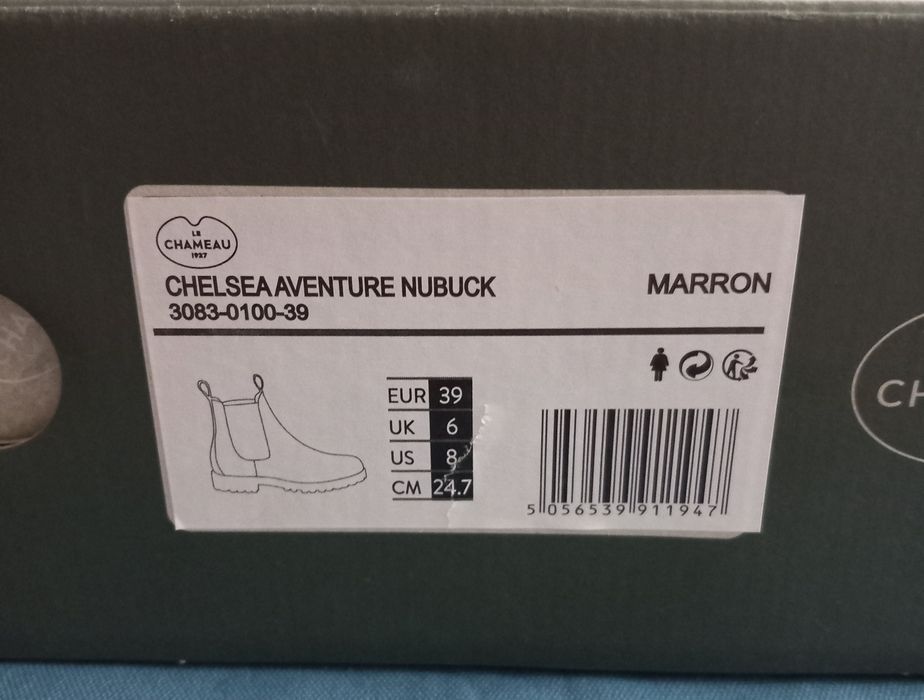 LE
CHAMEAU
1927
CHELSEA AVENTURE NUBUCK
MARRON
3083-0100-39
EUR 39
UK 6
US 8
CM 24.7
5 056539 911947
CH